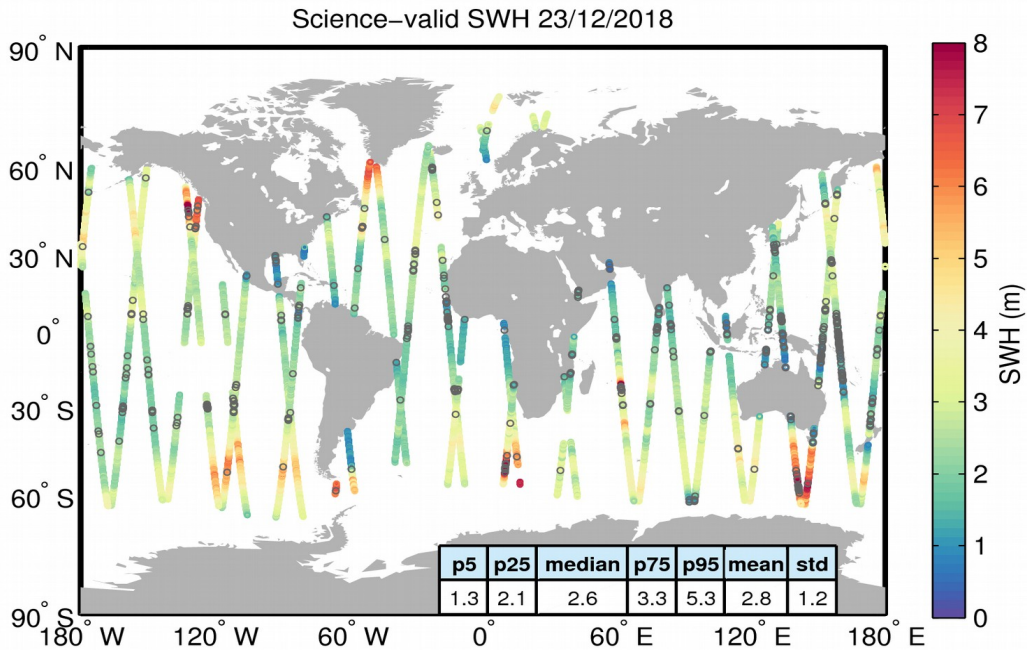 Science−valid SWH 23/12/2018
90° N
60° N
30° N
0°
30° S
60° S
90° S
180° W
120° W
60° W
0°
60° E
120° E
180° E
p5 p25 median p75 p95 mean std
1.3 2.1 2.6 3.3 5.3 2.8 1.2
8
7
6
5
4
3
2
1
0
SWH (m)